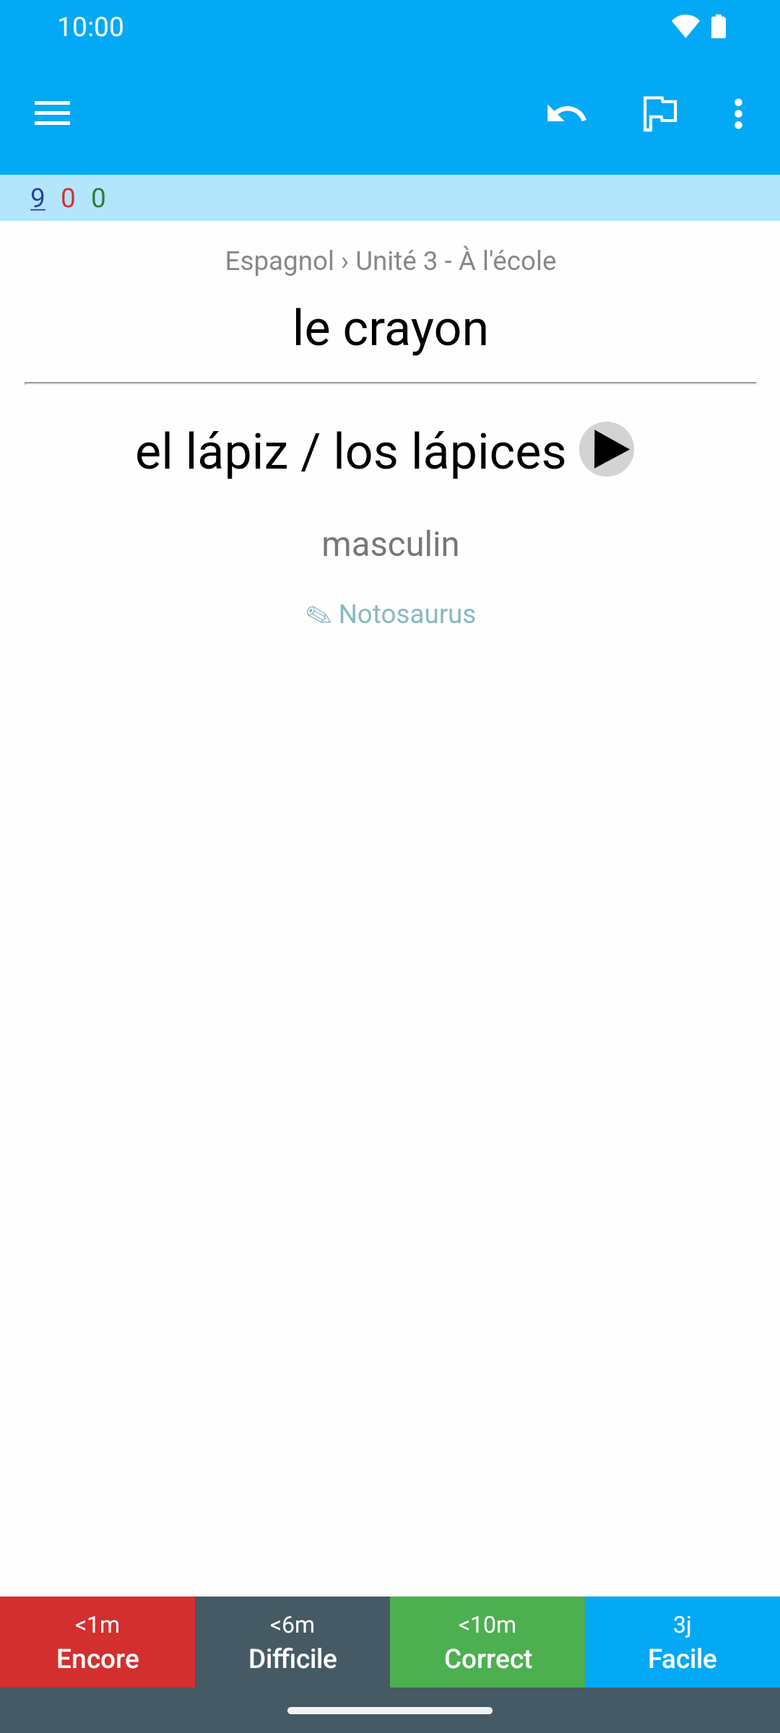 10:00
9 0 0
Espagnol › Unité 3 - À l'école
le crayon
el lápiz / los lápices
masculin
✎ Notosaurus
<1m <6m <10m 3j
Encore Difficile Correct Facile